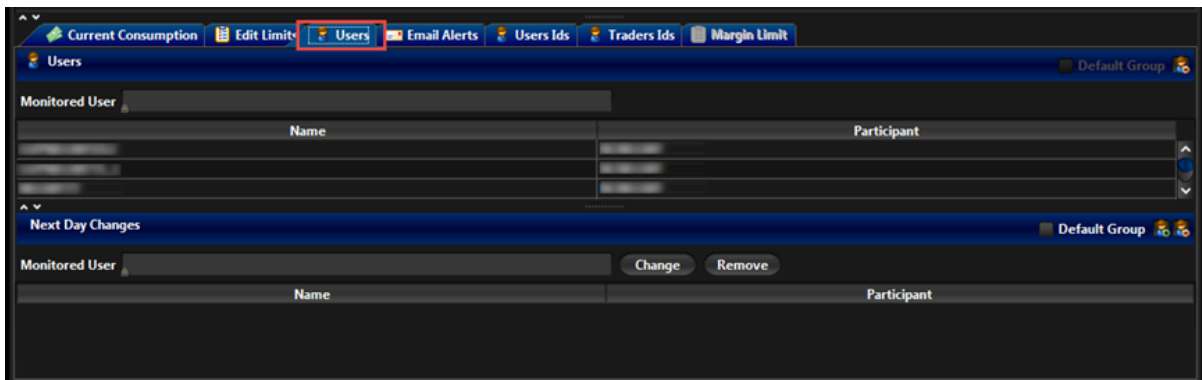 Current Consumption Edit Limits Users Email Alerts Users Ids Traders Ids Margin Limit
Users Default Group
Monitored User
Name Participant
Next Day Changes Default Group
Monitored User Change Remove
Name Participant